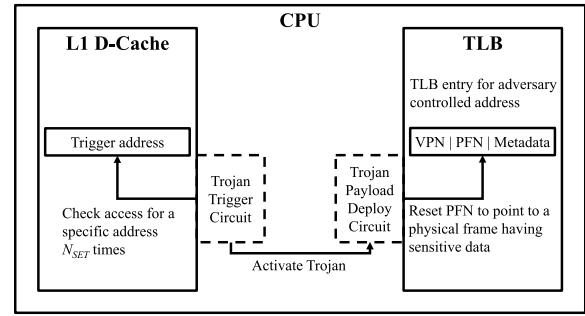 CPU
L1 D-Cache
Trigger address
Check access for a
specific address
N_SET times
Trojan
Trigger
Circuit
Activate Trojan
Trojan
Payload
Deploy
Circuit
TLB
TLB entry for adversary
controlled address
VPN | PFN | Metadata
Reset PFN to point to a
physical frame having
sensitive data